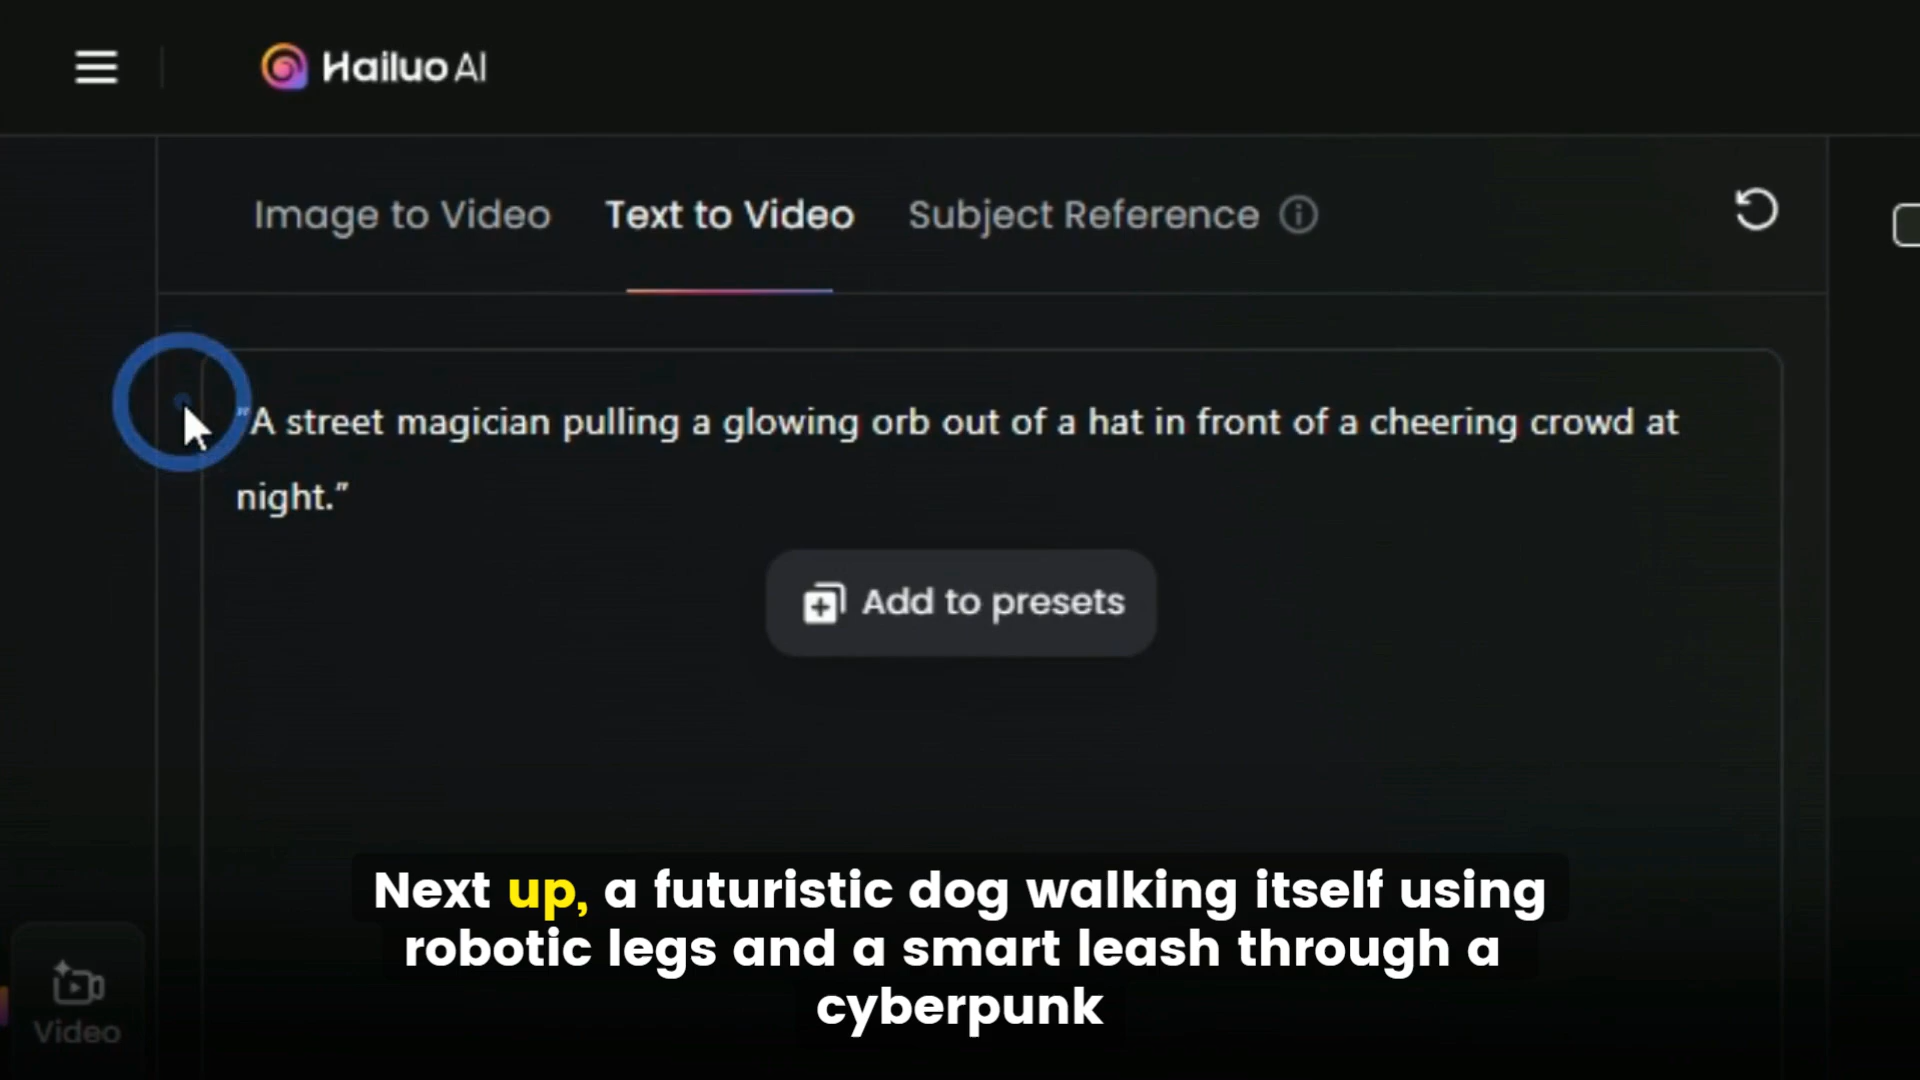 Hailuo AI
Image to Video Text to Video Subject Reference
"A street magician pulling a glowing orb out of a hat in front of a cheering crowd at
night.”
Add to presets
Next up, a futuristic dog walking itself using
robotic legs and a smart leash through a
cyberpunk
Video